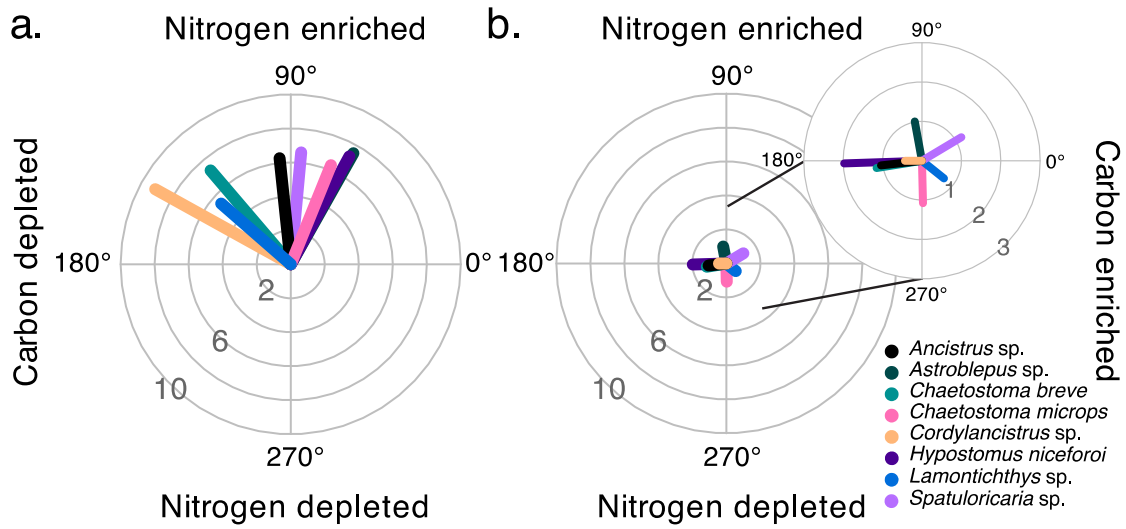 a.
Nitrogen enriched
90°
Carbon depleted
180°
0°
2
6
10
270°
Nitrogen depleted
b.
Nitrogen enriched
90°
180°
2
6
10
270°
Nitrogen depleted
90°
180°
0°
1
2
3
270°
Carbon enriched
Ancistrus sp.
Astroblepus sp.
Chaetostoma breve
Chaetostoma microps
Cordylancistrus sp.
Hypostomus niceforoi
Lamontichthys sp.
Spatuloricaria sp.